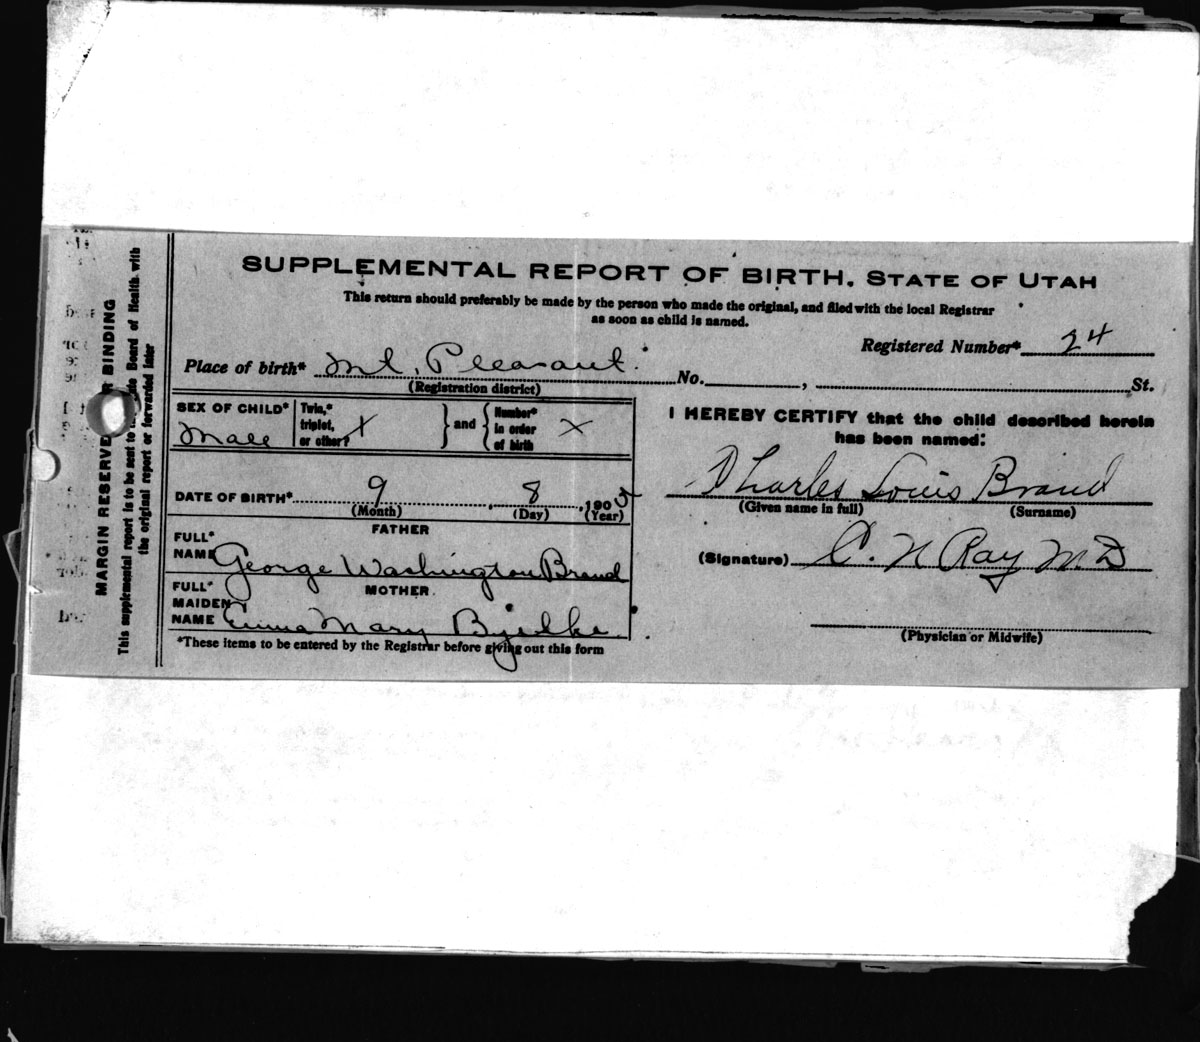 SUPPLEMENTAL REPORT OF BIRTH. STATE OF UTAH
This return should preferably be made by the person who made the original, and filed with the local Registrar
as soon as child is named.
Registered Number* 24
Place of birth* Mt. Pleasant. No. , St.
(Registration district)
SEX OF CHILD* Male
Twin,* triplet, or other? X } and { Number* in order of birth X
DATE OF BIRTH* 9 , 8 , 190
(Month) (Day) (Year)
FATHER
FULL* NAME George Washington Brand
MOTHER
FULL* MAIDEN NAME Emma Mary Bjelke
*These items to be entered by the Registrar before giving out this form
I HEREBY CERTIFY that the child described herein
has been named:
Charles Louis Brand
(Given name in full) (Surname)
(Signature) C. N Ray M.D
(Physician or Midwife)
MARGIN RESERVED BINDING
This supplemental report is to be sent to Board of Health with
the original report or forwarded later